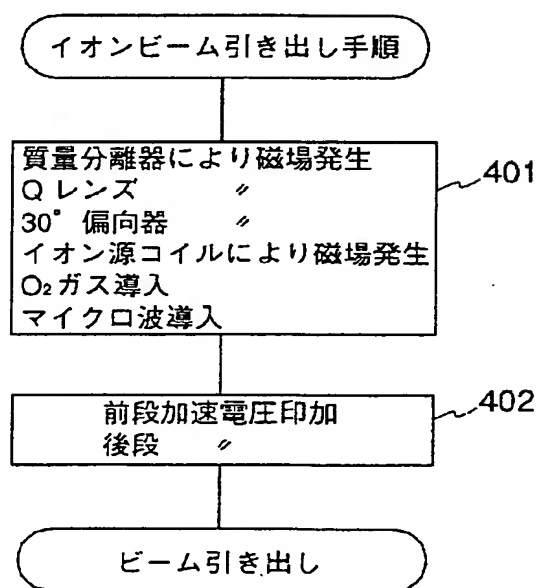 イオンビーム引き出し手順
質量分離器により磁場発生
Qレンズ 〃
30°偏向器 〃
イオン源コイルにより磁場発生
O₂ガス導入
マイクロ波導入
401
前段加速電圧印加
後段 〃
402
ビーム引き出し